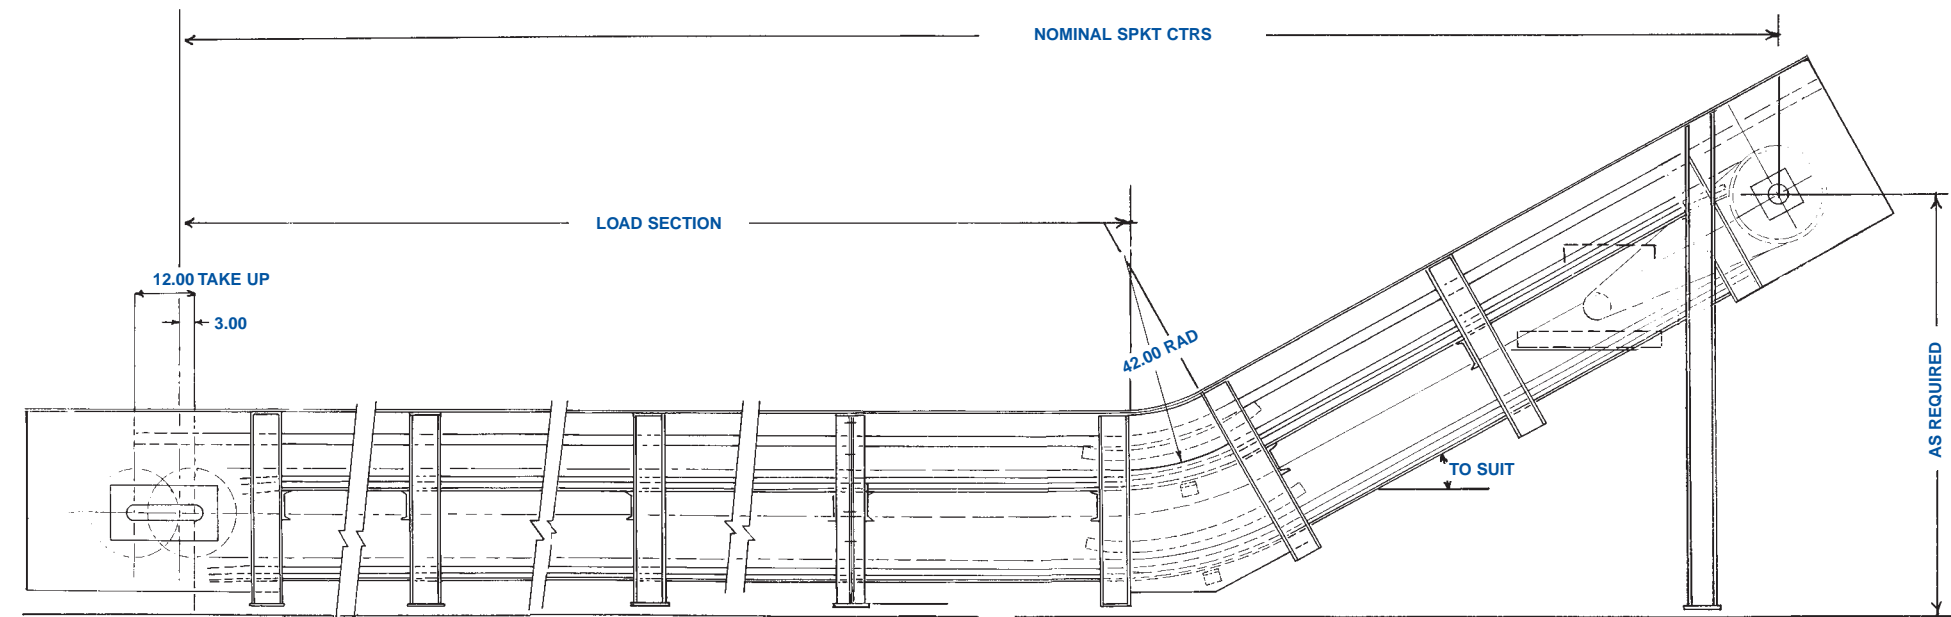 NOMINAL SPKT CTRS
LOAD SECTION
12.00 TAKE UP
3.00
42.00 RAD
TO SUIT
AS REQUIRED